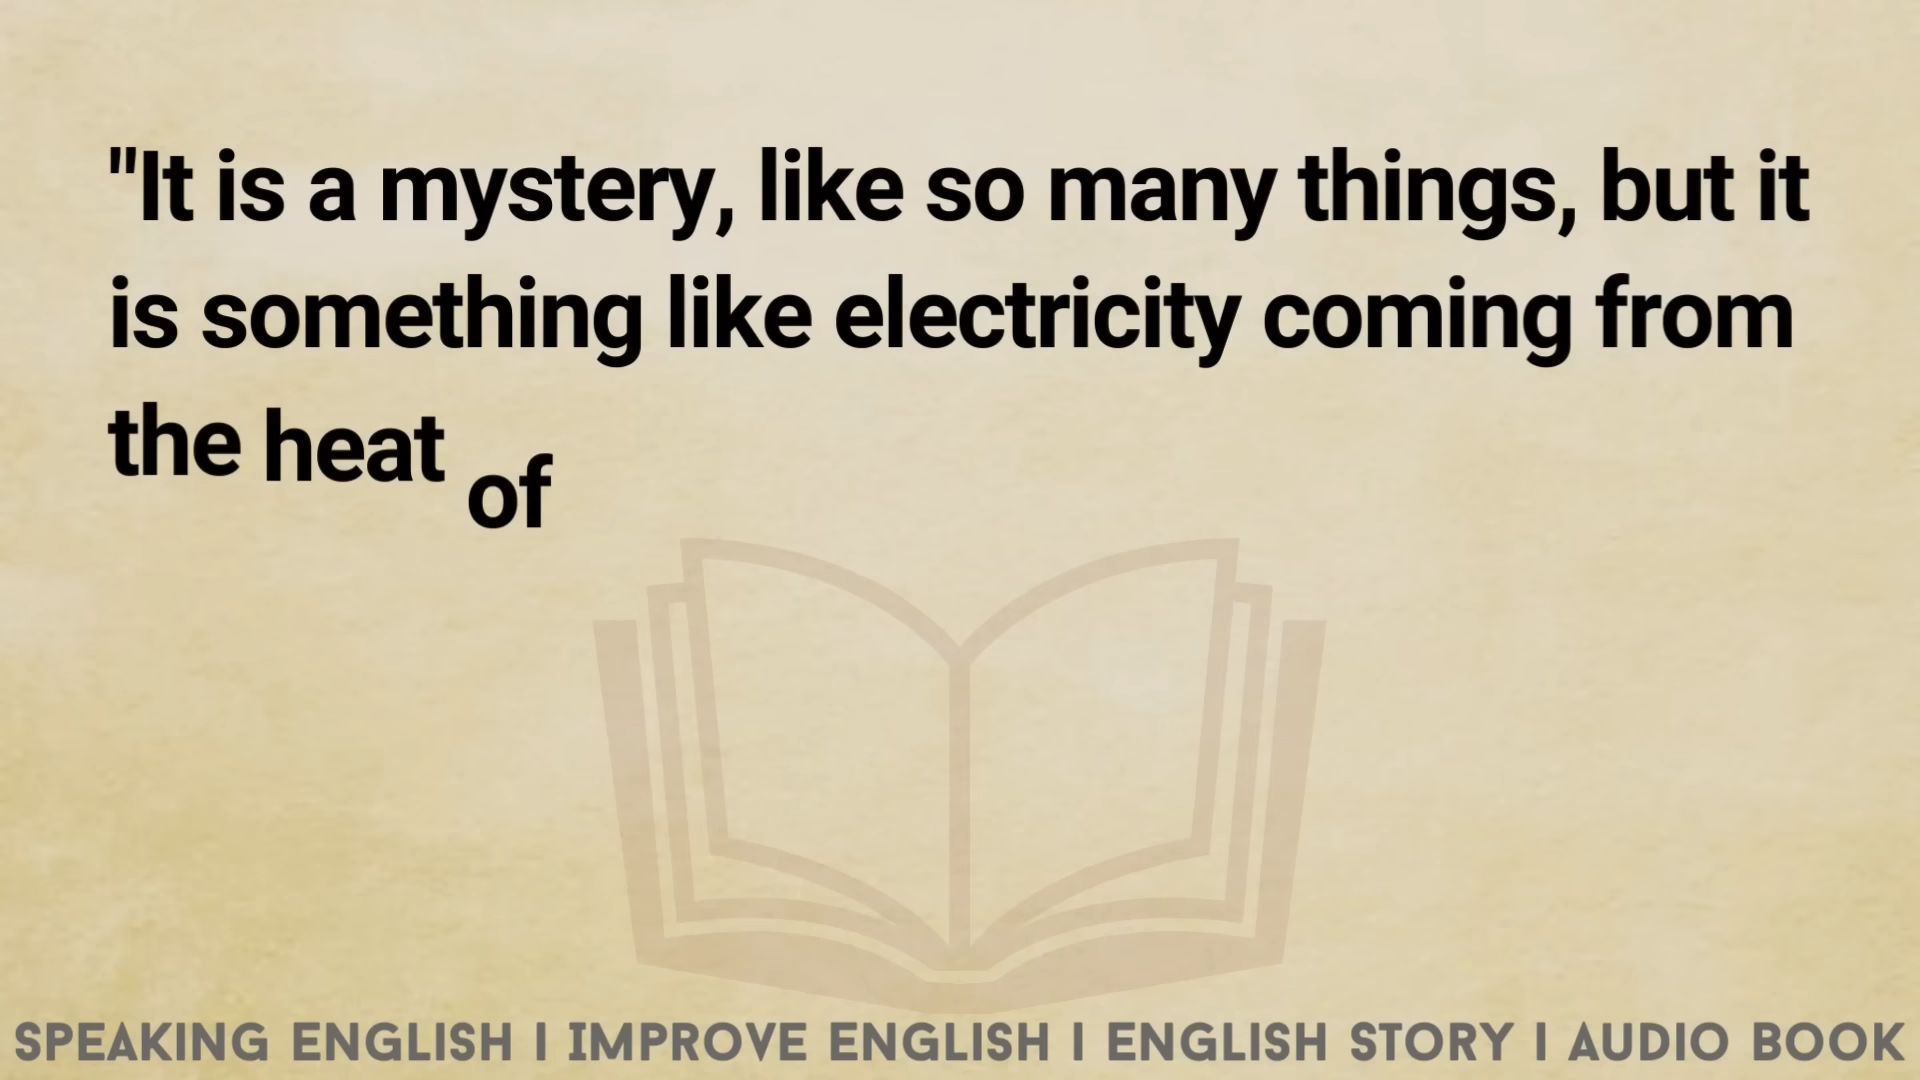 "It is a mystery, like so many things, but it
is something like electricity coming from
the heat of
SPEAKING ENGLISH | IMPROVE ENGLISH | ENGLISH STORY | AUDIO BOOK